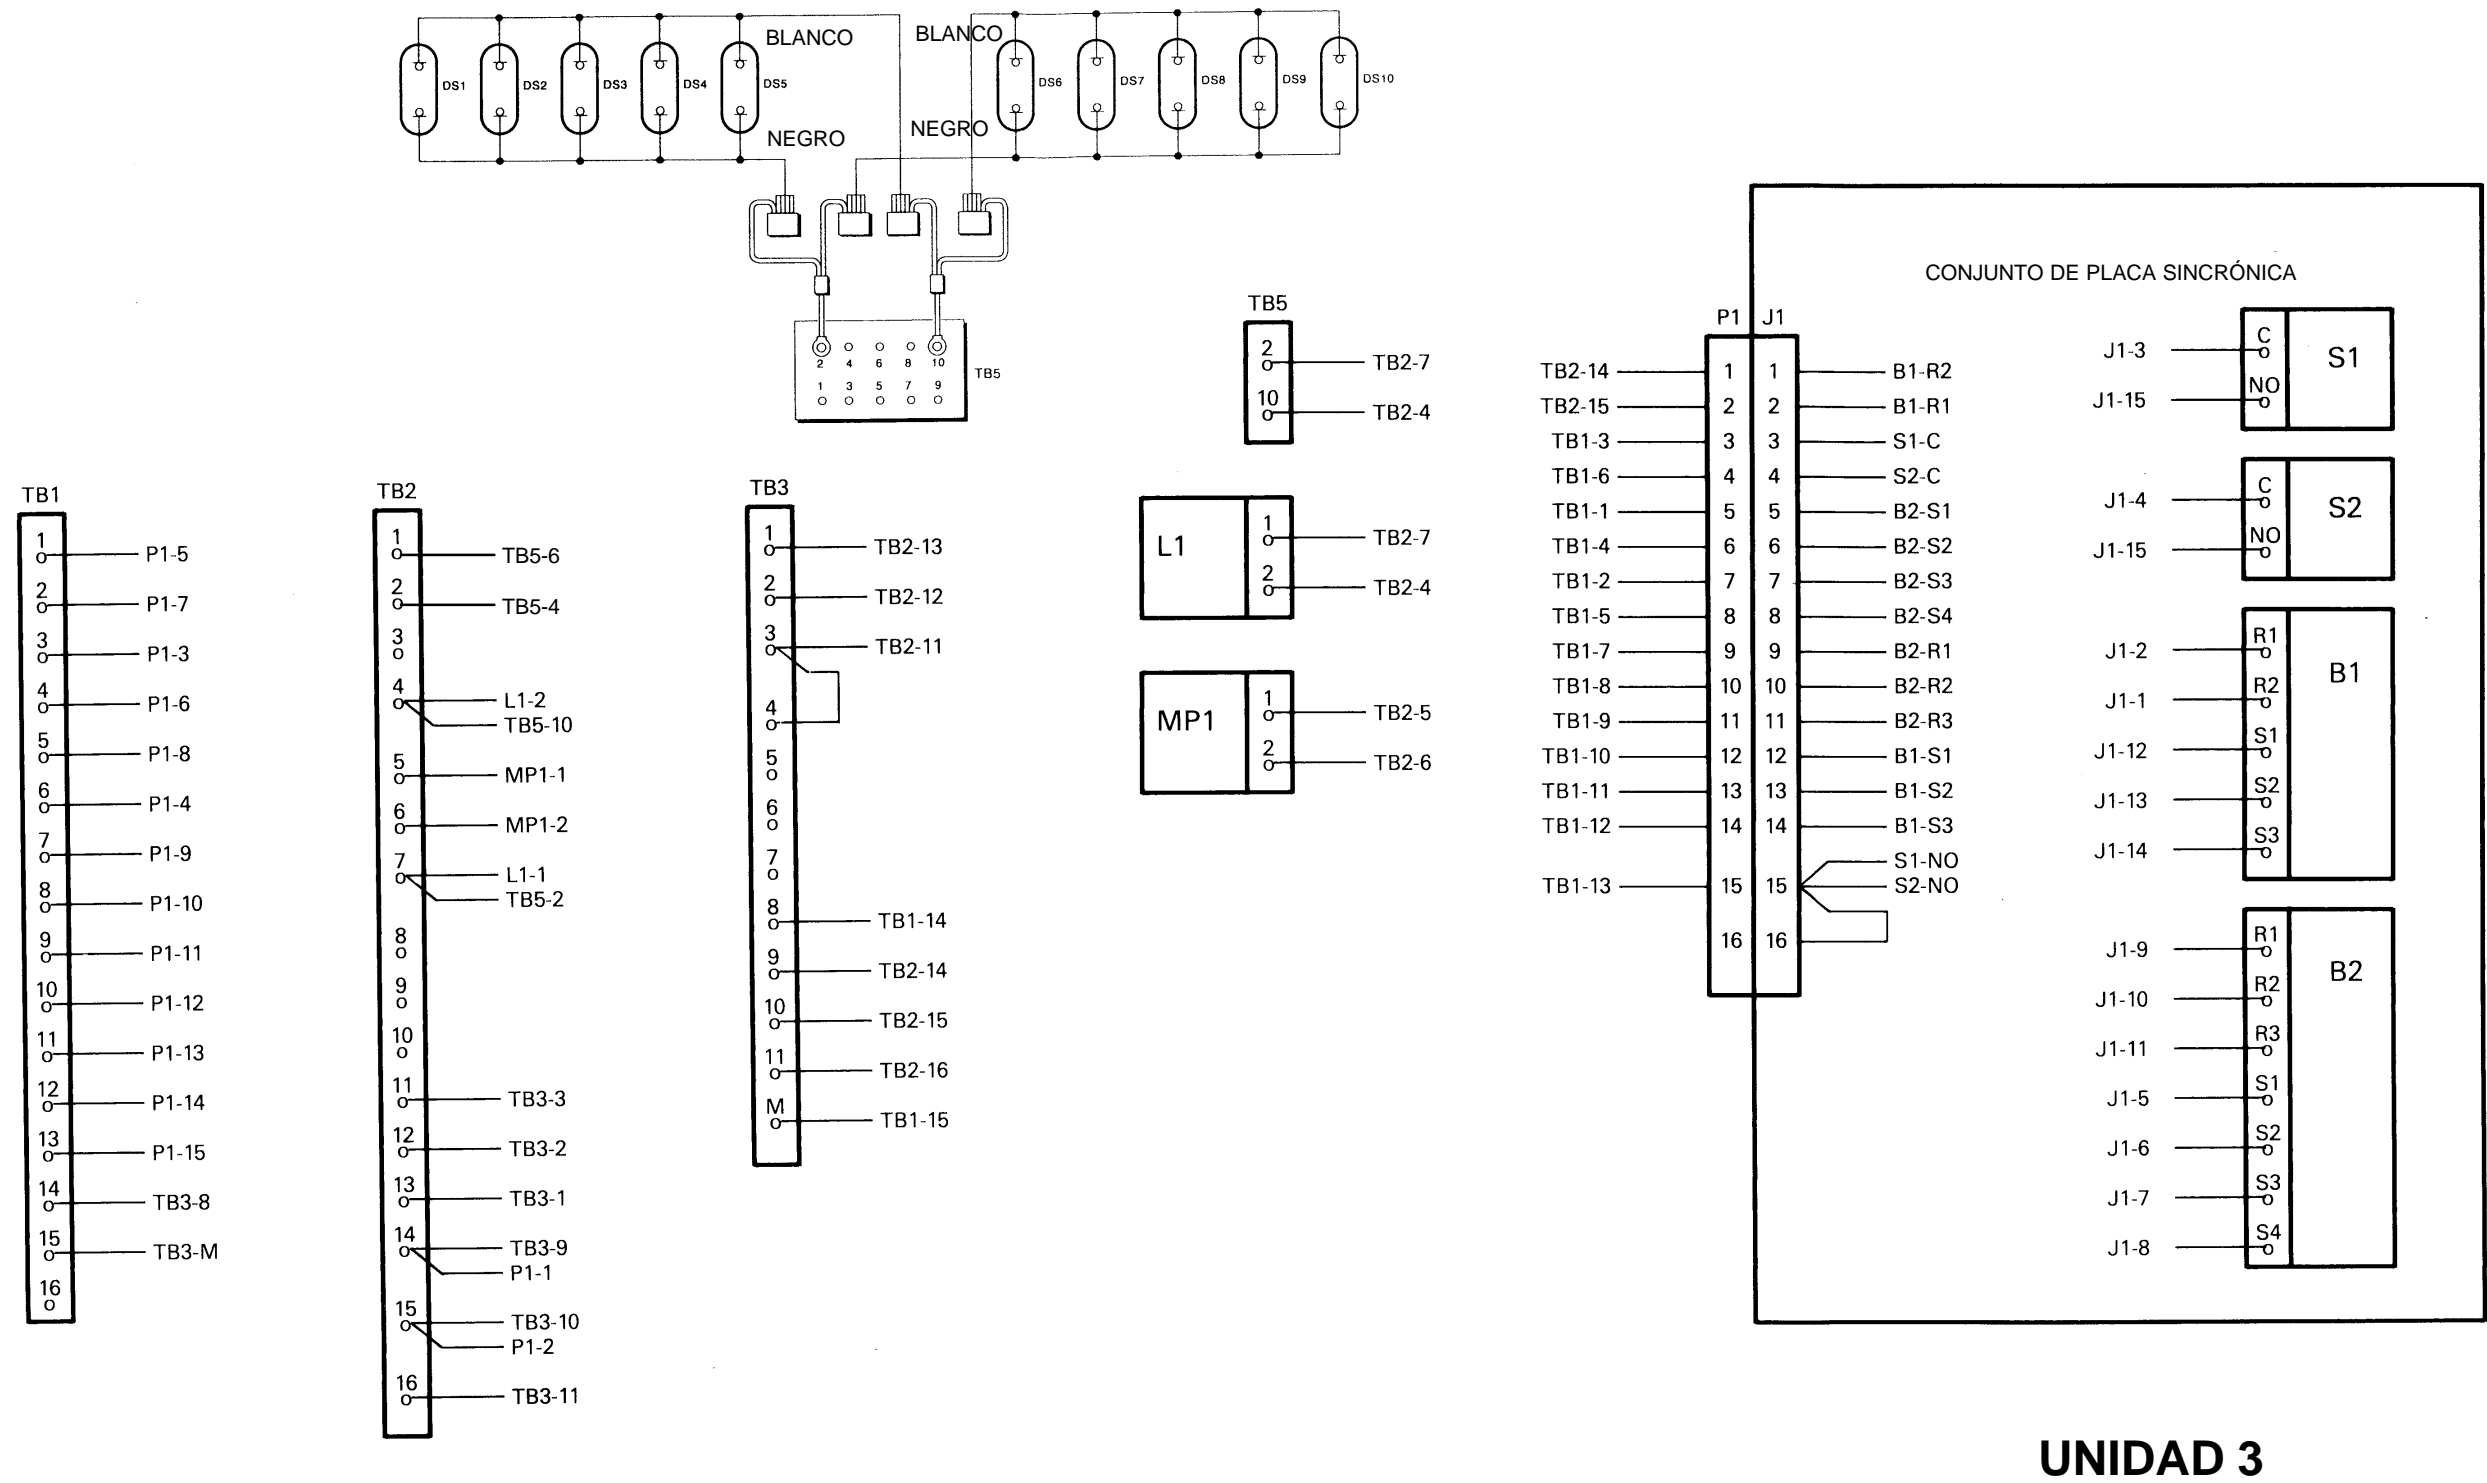 BLANCO
BLANCO
DS1 DS2 DS3 DS4 DS5
DS6 DS7 DS8 DS9 DS10
NEGRO
NEGRO
2 4 6 8 10
1 3 5 7 9
TB5
TB1
1 P1-5
2 P1-7
3 P1-3
4 P1-6
5 P1-8
6 P1-4
7 P1-9
8 P1-10
9 P1-11
10 P1-12
11 P1-13
12 P1-14
13 P1-15
14 TB3-8
15 TB3-M
16
TB2
1 TB5-6
2 TB5-4
3
4 L1-2
TB5-10
5 MP1-1
6 MP1-2
7 L1-1
TB5-2
8
9
10
11 TB3-3
12 TB3-2
13 TB3-1
14 TB3-9
P1-1
15 TB3-10
P1-2
16 TB3-11
TB3
1 TB2-13
2 TB2-12
3 TB2-11
4
5
6
7
8 TB1-14
9 TB2-14
10 TB2-15
11 TB2-16
M TB1-15
TB5
2 TB2-7
10 TB2-4
L1
1 TB2-7
2 TB2-4
MP1
1 TB2-5
2 TB2-6
CONJUNTO DE PLACA SINCRÓNICA
P1 J1
TB2-14 1 1 B1-R2
TB2-15 2 2 B1-R1
TB1-3 3 3 S1-C
TB1-6 4 4 S2-C
TB1-1 5 5 B2-S1
TB1-4 6 6 B2-S2
TB1-2 7 7 B2-S3
TB1-5 8 8 B2-S4
TB1-7 9 9 B2-R1
TB1-8 10 10 B2-R2
TB1-9 11 11 B2-R3
TB1-10 12 12 B1-S1
TB1-11 13 13 B1-S2
TB1-12 14 14 B1-S3
S1-NO
TB1-13 15 15 S2-NO
16 16
S1
J1-3 C
J1-15 NO
S2
J1-4 C
J1-15 NO
B1
J1-2 R1
J1-1 R2
J1-12 S1
J1-13 S2
J1-14 S3
B2
J1-9 R1
J1-10 R2
J1-11 R3
J1-5 S1
J1-6 S2
J1-7 S3
J1-8 S4
UNIDAD 3